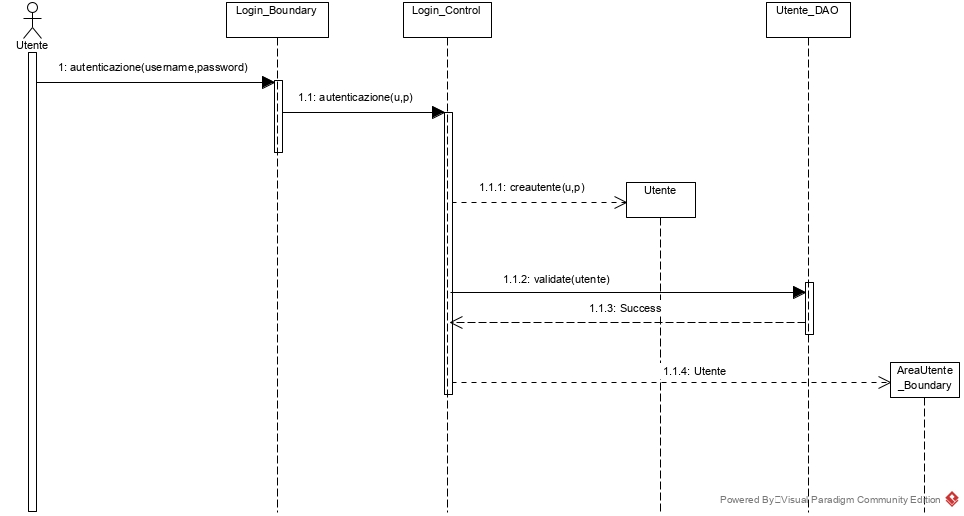 Login_Boundary
Login_Control
Utente_DAO
Utente
1: autenticazione(username,password)
1.1: autenticazione(u,p)
1.1.1: creautente(u,p)
Utente
1.1.2: validate(utente)
1.1.3: Success
1.1.4: Utente
AreaUtente
_Boundary
Powered By Visual Paradigm Community Edition